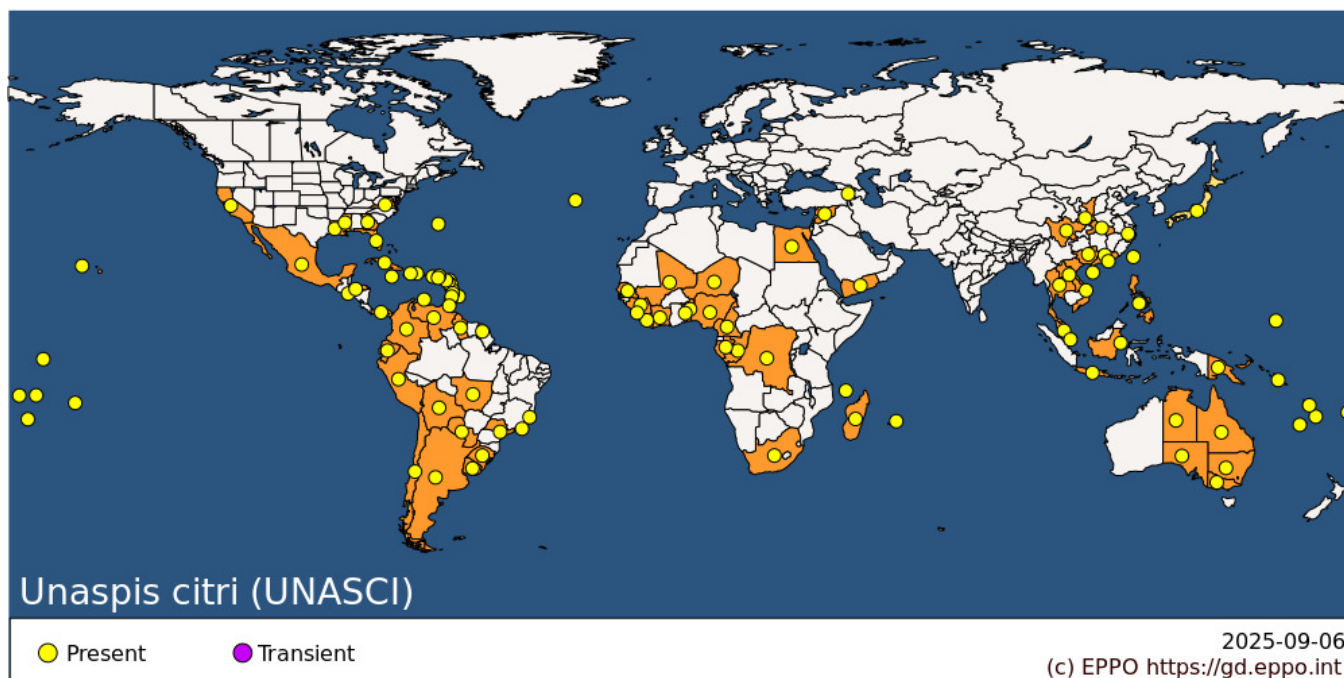 Unaspis citri (UNASCI)
Present
Transient
2025-09-06
(c) EPPO https://gd.eppo.int